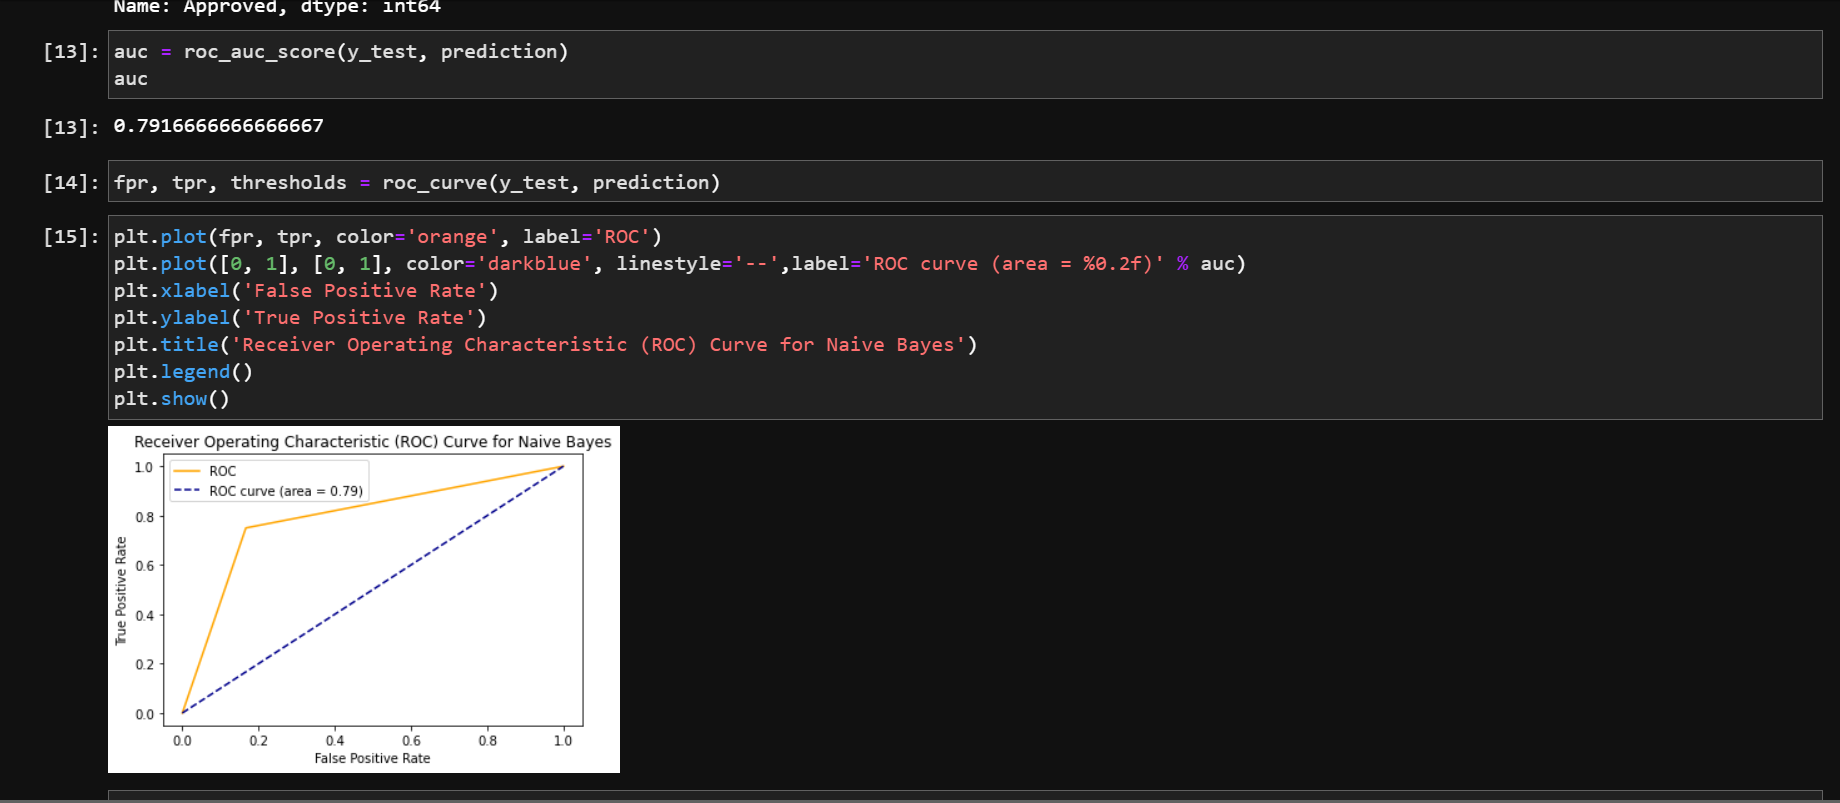 Name: Approved, dtype: int64
[13]: auc = roc_auc_score(y_test, prediction)
auc
[13]: 0.7916666666666667
[14]: fpr, tpr, thresholds = roc_curve(y_test, prediction)
[15]: plt.plot(fpr, tpr, color='orange', label='ROC')
plt.plot([0, 1], [0, 1], color='darkblue', linestyle='--',label='ROC curve (area = %0.2f)' % auc)
plt.xlabel('False Positive Rate')
plt.ylabel('True Positive Rate')
plt.title('Receiver Operating Characteristic (ROC) Curve for Naive Bayes')
plt.legend()
plt.show()
Receiver Operating Characteristic (ROC) Curve for Naive Bayes
ROC
ROC curve (area = 0.79)
True Positive Rate
1.0
0.8
0.6
0.4
0.2
0.0
0.0 0.2 0.4 0.6 0.8 1.0
False Positive Rate